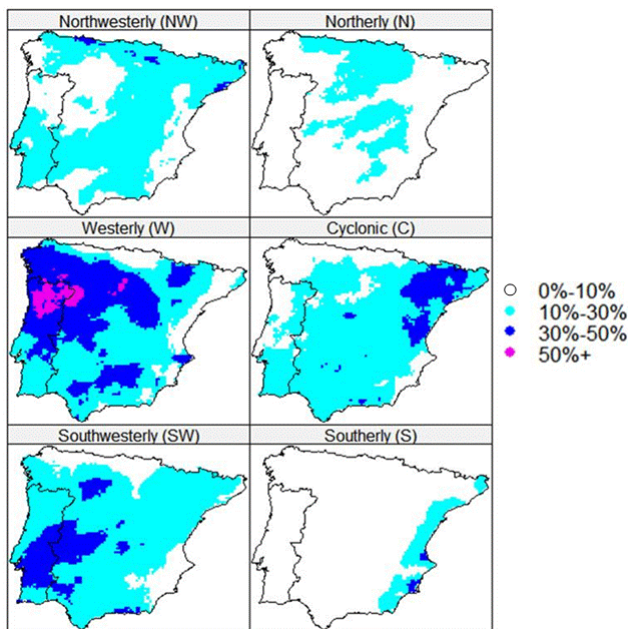 Northwesterly (NW)
Northerly (N)
Westerly (W)
Cyclonic (C)
0%-10%
10%-30%
30%-50%
50%+
Southwesterly (SW)
Southerly (S)